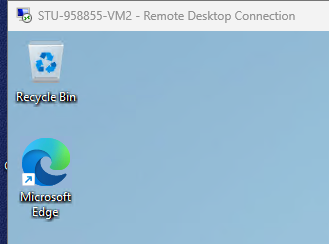 STU-958855-VM2 - Remote Desktop Connection
Recycle Bin
Microsoft
Edge